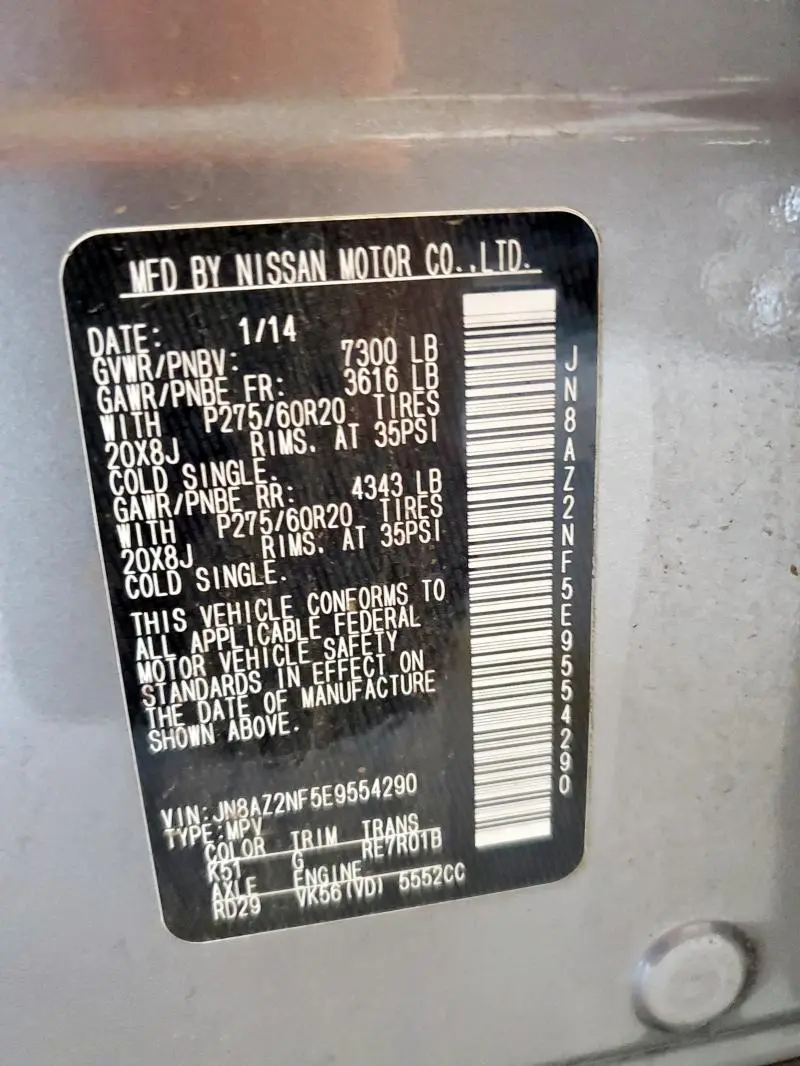 MFD BY NISSAN MOTOR CO.,LTD.
DATE: 1/14
GVWR/PNBV: 7300 LB
GAWR/PNBE FR: 3616 LB
WITH P275/60R20 TIRES
20X8J RIMS. AT 35PSI
COLD SINGLE.
GAWR/PNBE RR: 4343 LB
WITH P275/60R20 TIRES
20X8J RIMS. AT 35PSI
COLD SINGLE.
THIS VEHICLE CONFORMS TO
ALL APPLICABLE FEDERAL
MOTOR VEHICLE SAFETY
STANDARDS IN EFFECT ON
THE DATE OF MANUFACTURE
SHOWN ABOVE.
VIN:JN8AZ2NF5E9554290
TYPE:MPV
COLOR TRIM TRANS
K51 G RE7R01B
AXLE ENGINE
RD29 VK56(VD) 5552CC
JN8AZ2NF5E9554290